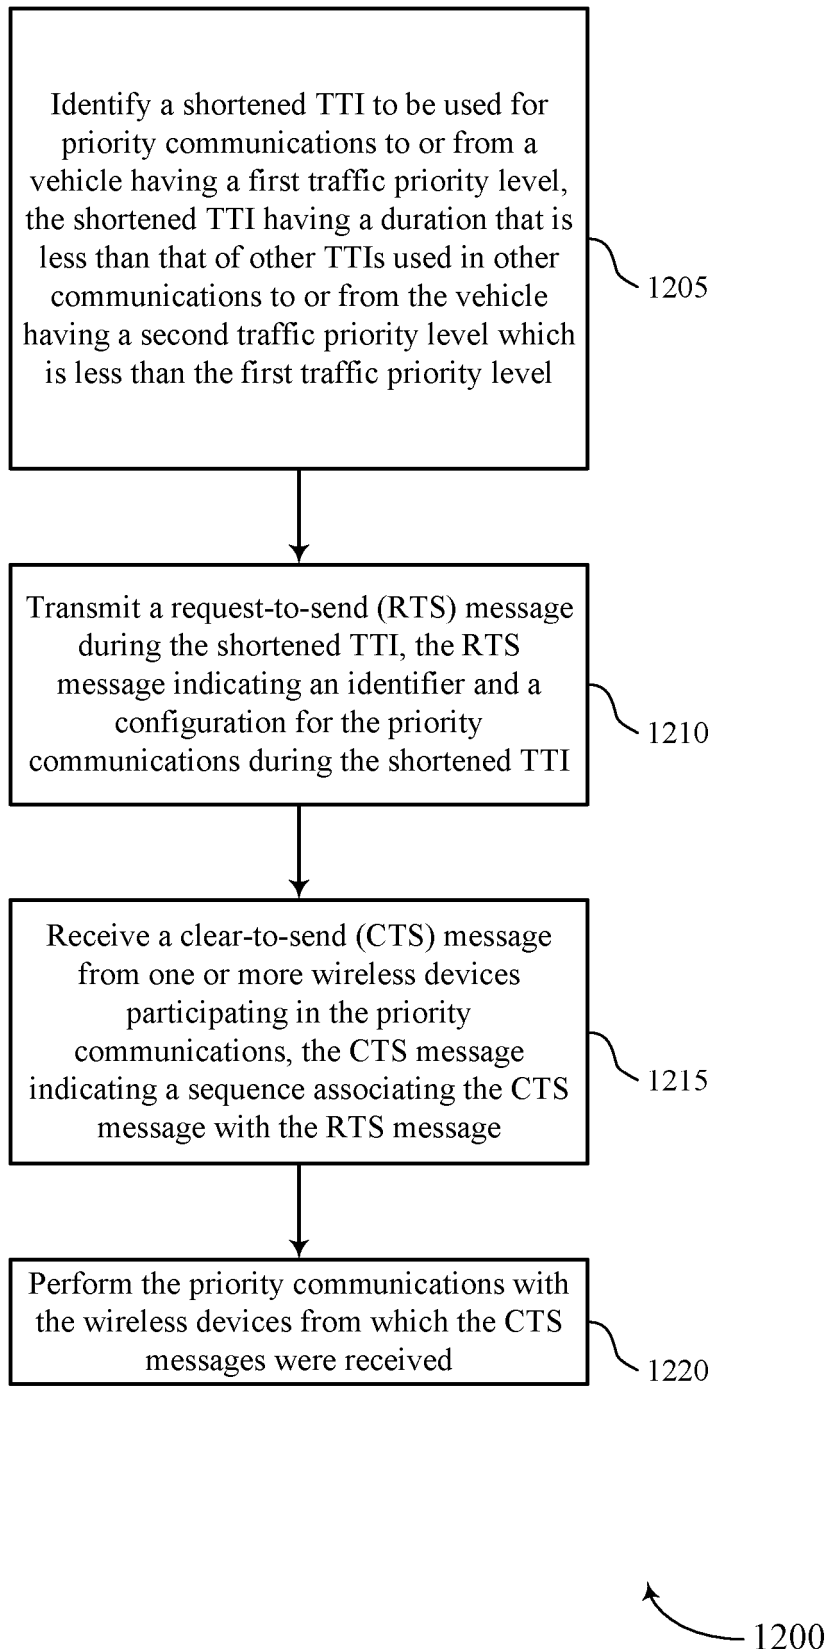 Identify a shortened TTI to be used for
priority communications to or from a
vehicle having a first traffic priority level,
the shortened TTI having a duration that is
less than that of other TTIs used in other
communications to or from the vehicle
having a second traffic priority level which
is less than the first traffic priority level
1205
Transmit a request-to-send (RTS) message
during the shortened TTI, the RTS
message indicating an identifier and a
configuration for the priority
communications during the shortened TTI
1210
Receive a clear-to-send (CTS) message
from one or more wireless devices
participating in the priority
communications, the CTS message
indicating a sequence associating the CTS
message with the RTS message
1215
Perform the priority communications with
the wireless devices from which the CTS
messages were received
1220
1200